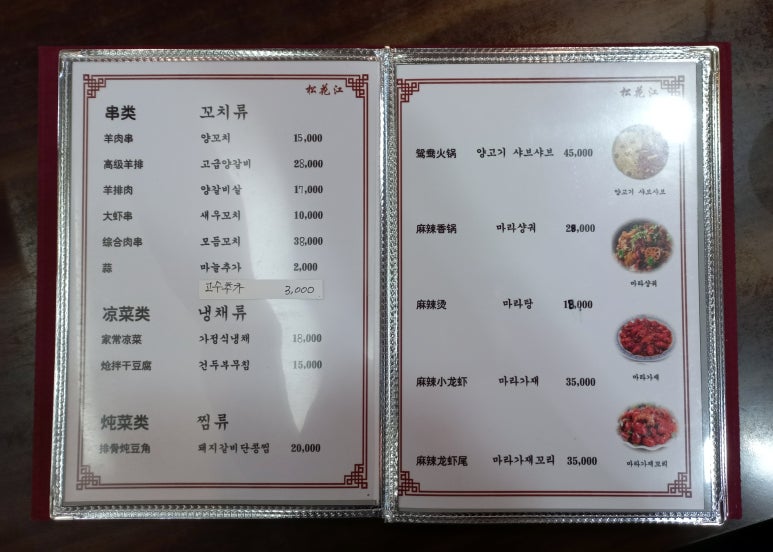 松花江
串类 꼬치류
羊肉串 양꼬치 15,000
高级羊排 고급양갈비 28,000
羊排肉 양갈비살 17,000
大虾串 새우꼬치 10,000
综合肉串 모듬꼬치 38,000
蒜 마늘추가 2,000
고수추가 3,000
凉菜类 냉채류
家常凉菜 가정식냉채 18,000
炝拌干豆腐 건두부무침 15,000
炖菜类 찜류
排骨炖豆角 돼지갈비단콩찜 20,000
松花江
鸳鸯火锅 양고기 샤브샤브 45,000
양고기 샤브샤브
麻辣香锅 마라샹궈 28,000
마라샹궈
麻辣烫 마라탕 18,000
麻辣小龙虾 마라가재 35,000
마라가재
麻辣龙虾尾 마라가재꼬리 35,000
마라가재꼬리